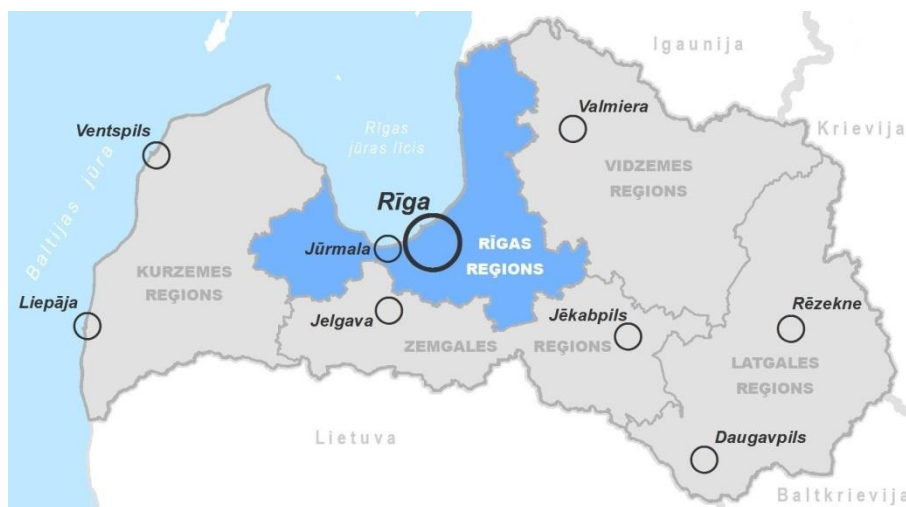 Igaunija
Valmiera
Krievija
Ventspils
Rīgas
jūras līcis
VIDZEMES
REĢIONS
Baltijas jūra
Rīga
Jūrmala
RĪGAS
REĢIONS
KURZEMES
REĢIONS
Liepāja
Jelgava
Jēkabpils
Rēzekne
ZEMGALES REĢIONS
LATGALES
REĢIONS
Lietuva
Daugavpils
Baltkrievija